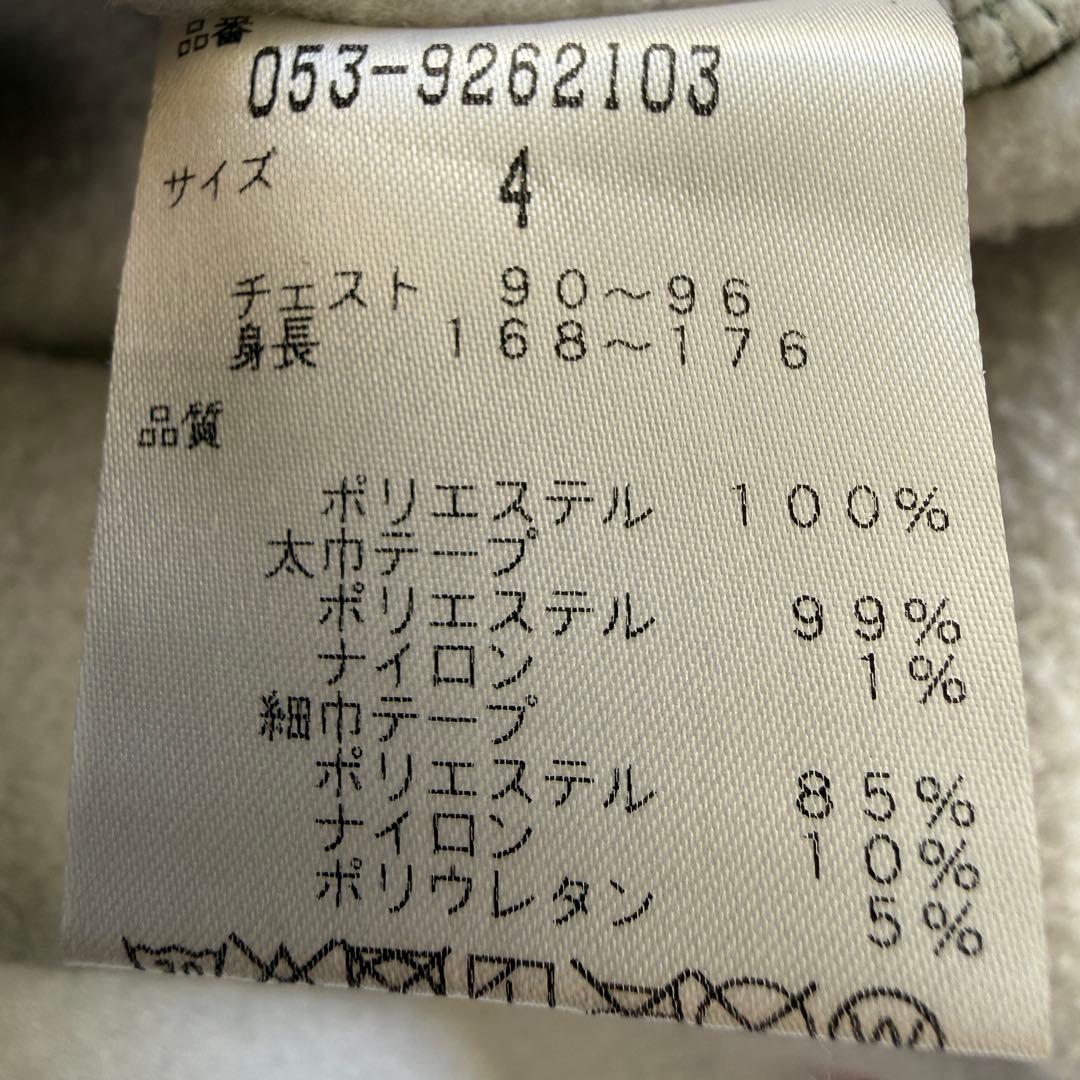 品番
053-9262103
サイズ 4
チェスト 90～96
身長 168～176
品質
ポリエステル 100%
太巾テープ
ポリエステル 99%
ナイロン 1%
細巾テープ
ポリエステル 85%
ナイロン 10%
ポリウレタン 5%